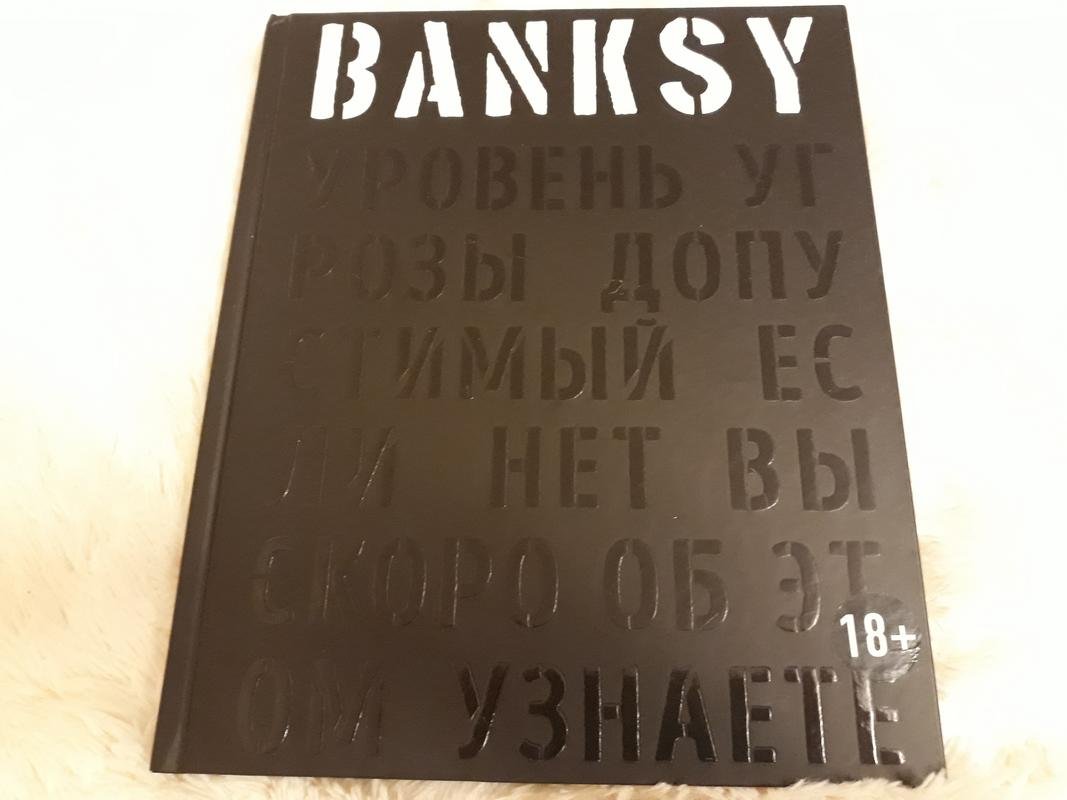 BANKSY
УРОВЕНЬ УГ
РОЗЫ ДОПУ
СТИМЫЙ ЕС
ЛИ НЕТ ВЫ
СКОРО ОБ ЭТ
18+
ОМ УЗНАЕТЕ